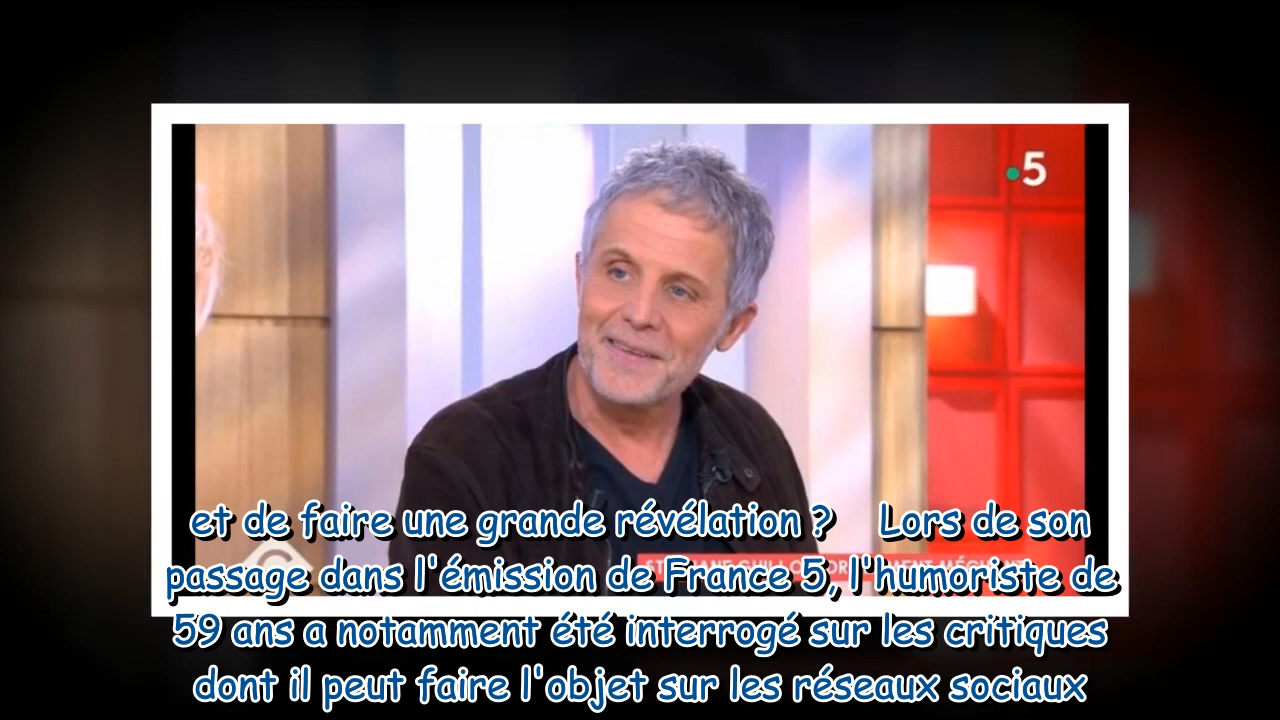 5
et de faire une grande révélation ? Lors de son
passage dans l'émission de France 5, l'humoriste de
59 ans a notamment été interrogé sur les critiques
dont il peut faire l'objet sur les réseaux sociaux